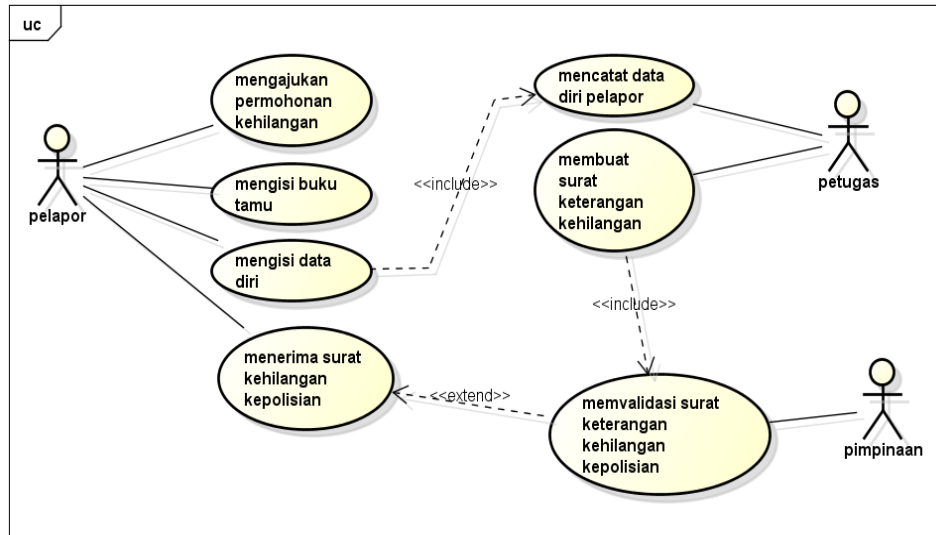 uc
mengajukan
permohonan
kehilangan
mencatat data
diri pelapor
pelapor
mengisi buku
tamu
<<include>>
membuat
surat
keterangan
kehilangan
petugas
mengisi data
diri
<<include>>
menerima surat
kehilangan
kepolisian
<<extend>>
memvalidasi surat
keterangan
kehilangan
kepolisian
pimpinaan